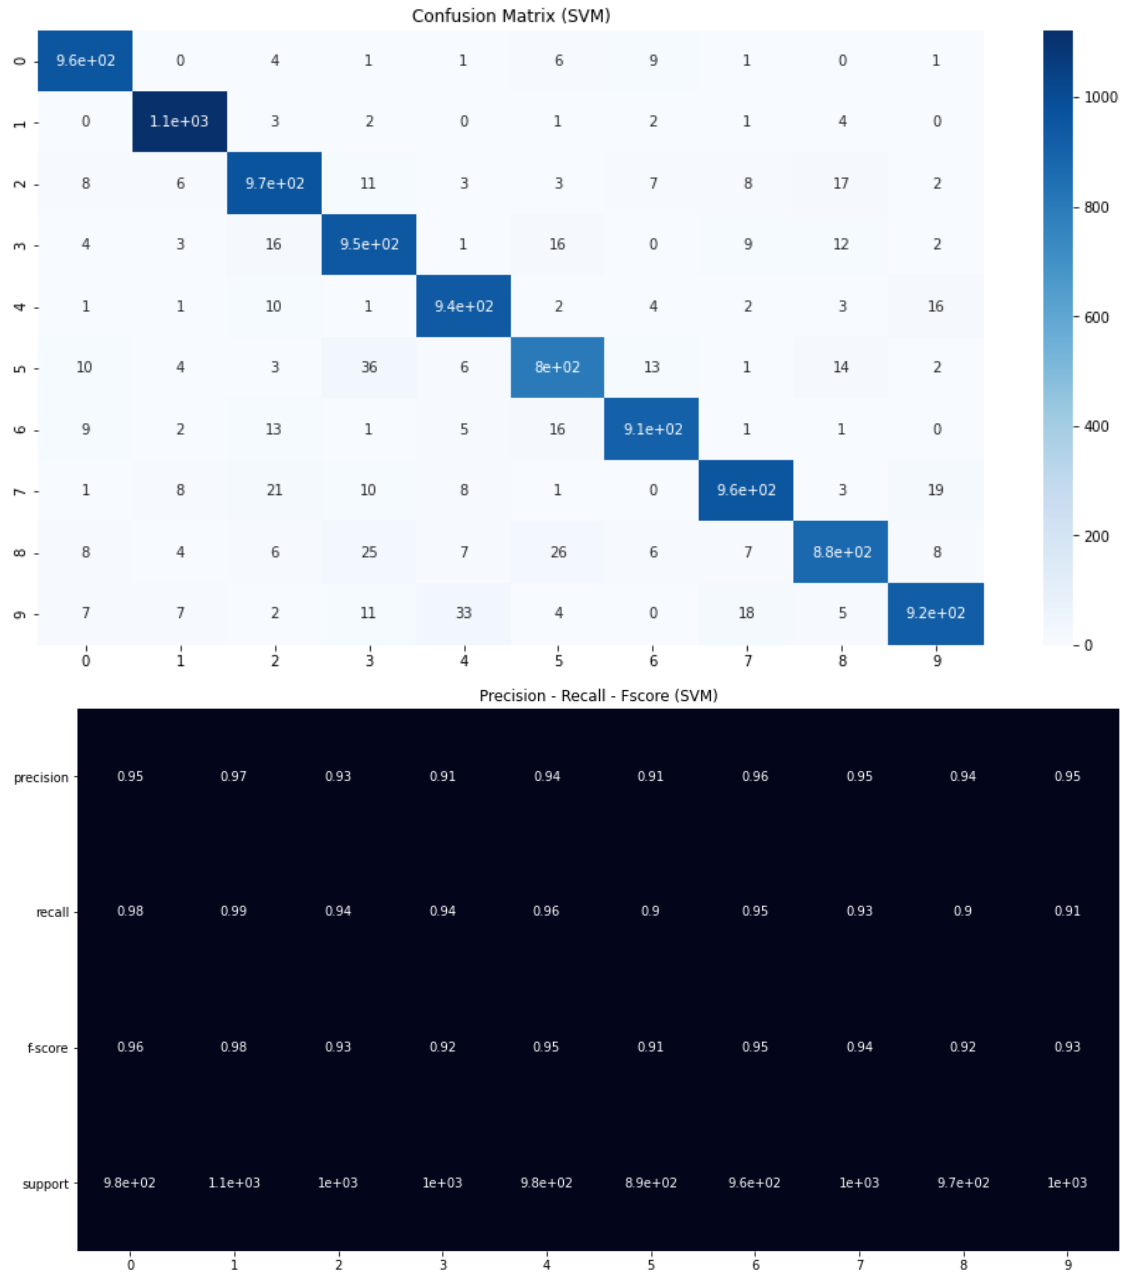 Confusion Matrix (SVM)
0 9.6e+02 0 4 1 1 6 9 1 0 1
1 0 1.1e+03 3 2 0 1 2 1 4 0
2 8 6 9.7e+02 11 3 3 7 8 17 2
3 4 3 16 9.5e+02 1 16 0 9 12 2
4 1 1 10 1 9.4e+02 2 4 2 3 16
5 10 4 3 36 6 8e+02 13 1 14 2
6 9 2 13 1 5 16 9.1e+02 1 1 0
7 1 8 21 10 8 1 0 9.6e+02 3 19
8 8 4 6 25 7 26 6 7 8.8e+02 8
9 7 7 2 11 33 4 0 18 5 9.2e+02
0 1 2 3 4 5 6 7 8 9
1000
800
600
400
200
0
Precision - Recall - Fscore (SVM)
precision 0.95 0.97 0.93 0.91 0.94 0.91 0.96 0.95 0.94 0.95
recall 0.98 0.99 0.94 0.94 0.96 0.9 0.95 0.93 0.9 0.91
f-score 0.96 0.98 0.93 0.92 0.95 0.91 0.95 0.94 0.92 0.93
support 9.8e+02 1.1e+03 1e+03 1e+03 9.8e+02 8.9e+02 9.6e+02 1e+03 9.7e+02 1e+03
0 1 2 3 4 5 6 7 8 9